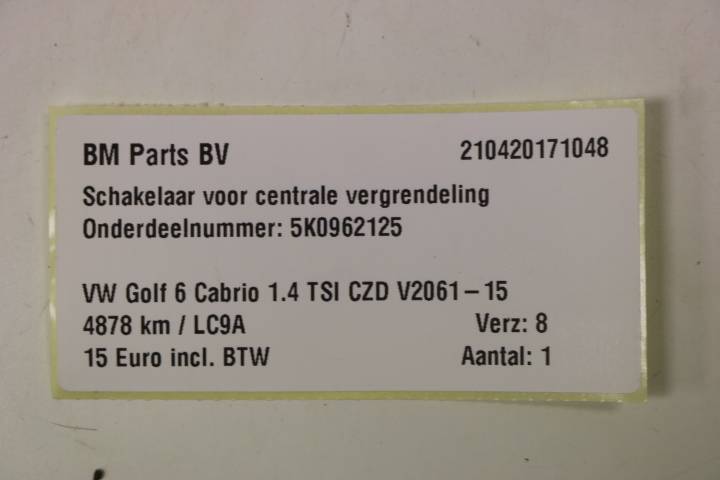 BM Parts BV 210420171048
Schakelaar voor centrale vergrendeling
Onderdeelnummer: 5K0962125
VW Golf 6 Cabrio 1.4 TSI CZD V2061-15
4878 km / LC9A Verz: 8
15 Euro incl. BTW Aantal: 1